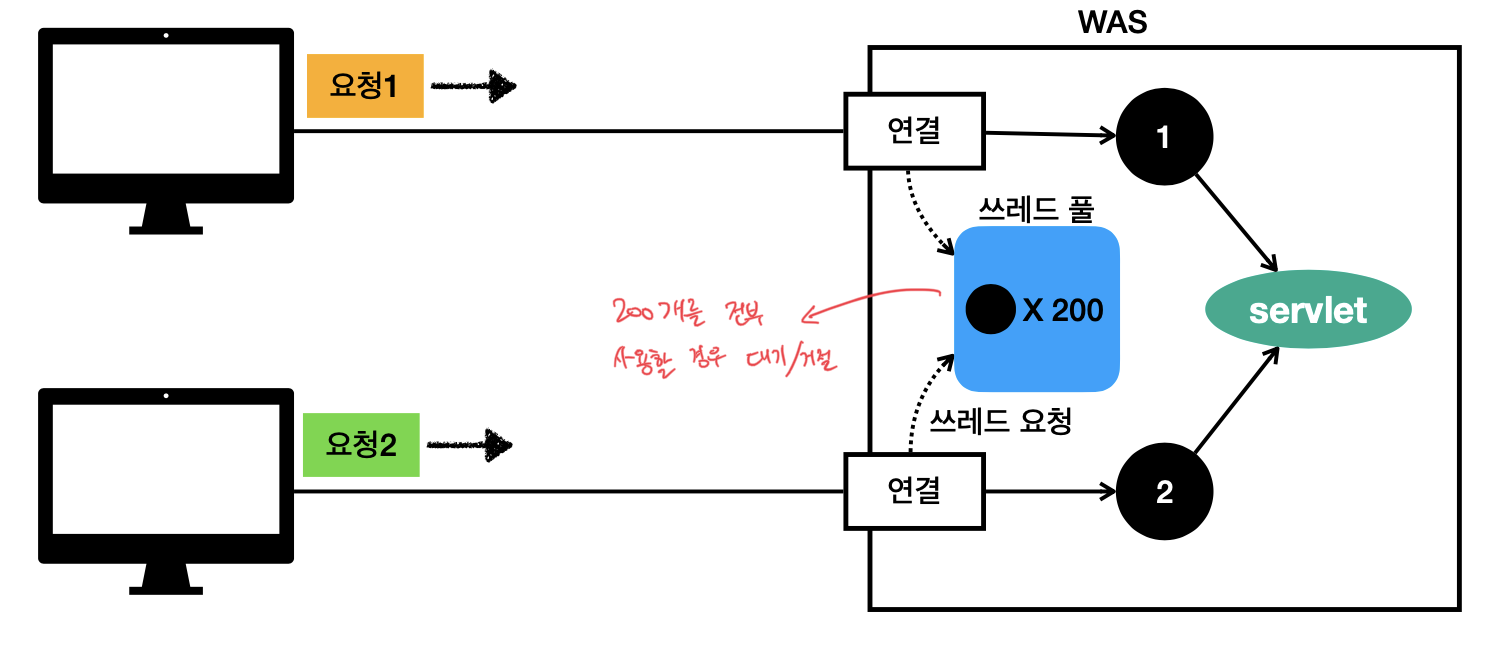 WAS
요청1
연결
1
쓰레드 풀
X 200
servlet
200개를 전부
사용할 경우 대기/거절
쓰레드 요청
요청2
연결
2